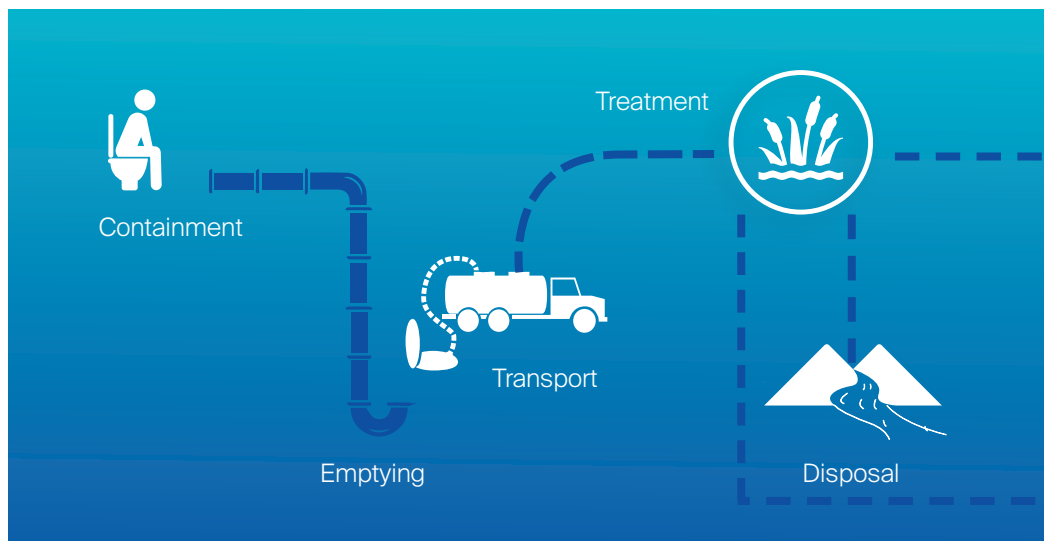 Treatment
Containment
Transport
Emptying
Disposal